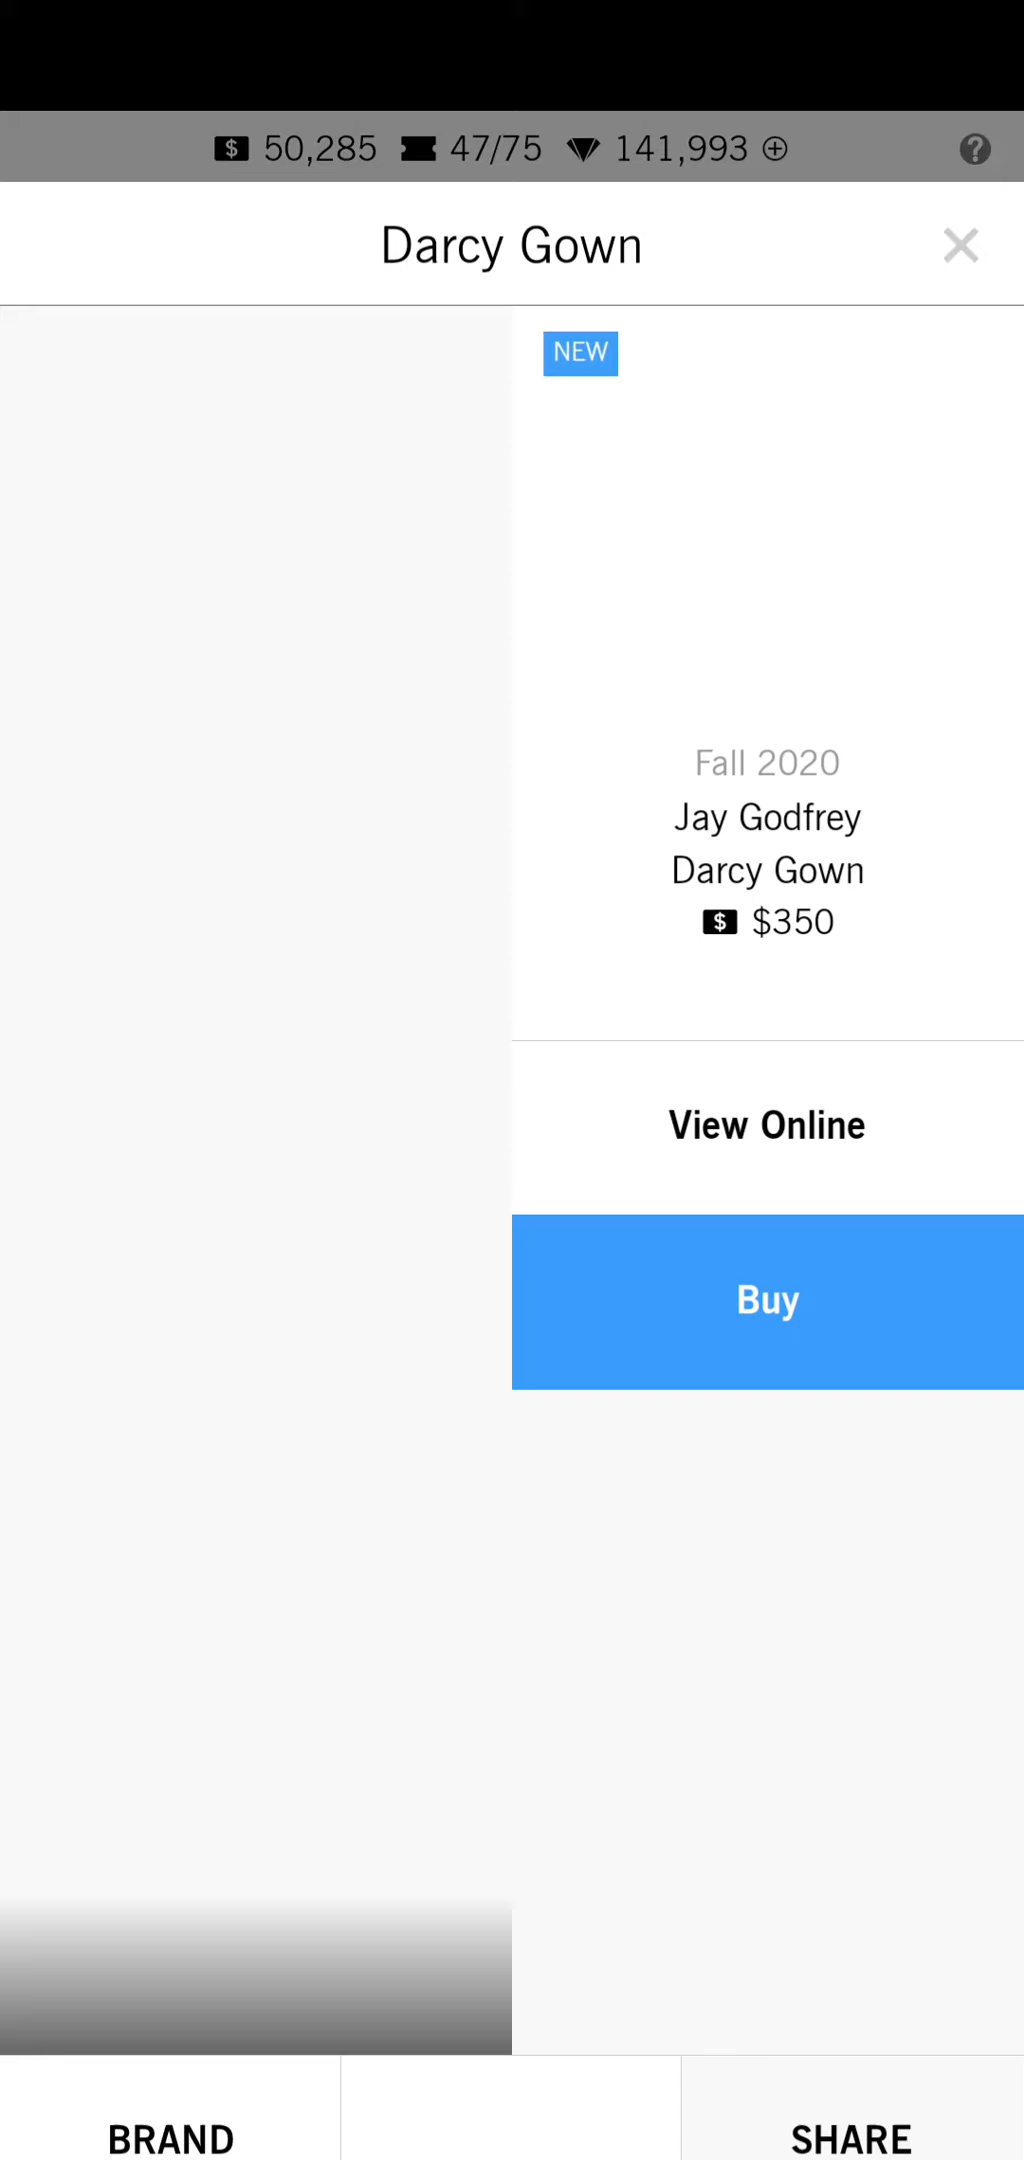 50,285 47/75 141,993
Darcy Gown
NEW
Fall 2020
Jay Godfrey
Darcy Gown
$ $350
View Online
Buy
BRAND
SHARE